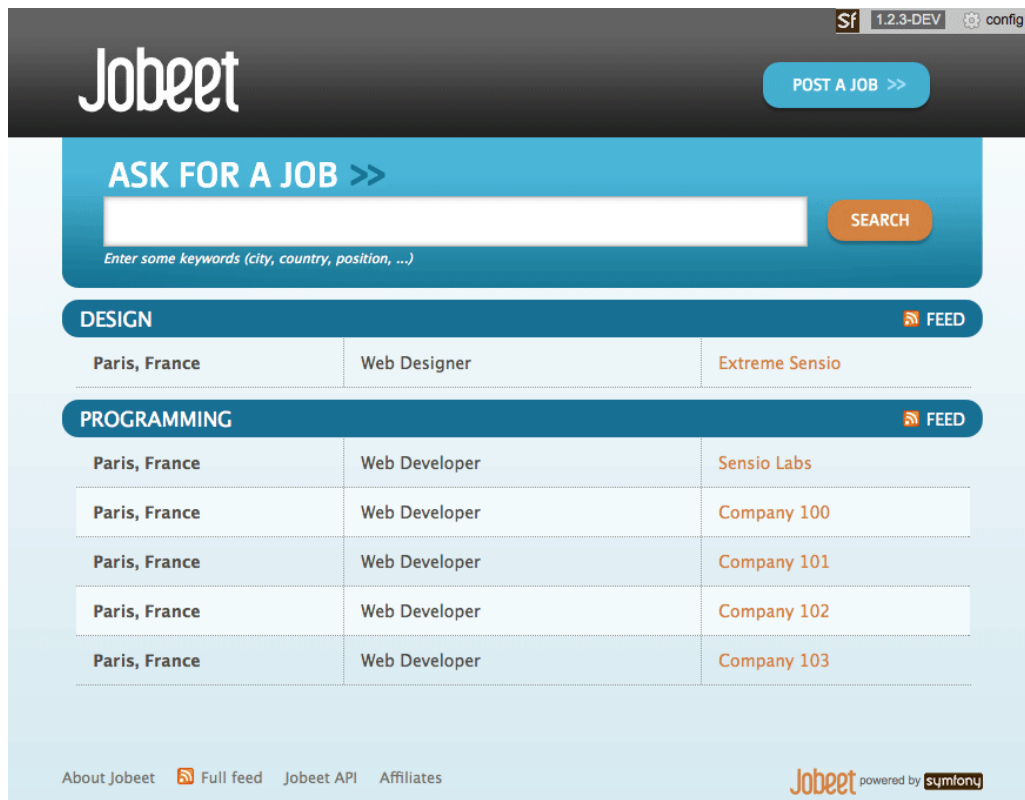 Sf 1.2.3-DEV config
Jobeet
POST A JOB >>
ASK FOR A JOB >>
SEARCH
Enter some keywords (city, country, position, ...)
DESIGN FEED
Paris, France Web Designer Extreme Sensio
PROGRAMMING FEED
Paris, France Web Developer Sensio Labs
Paris, France Web Developer Company 100
Paris, France Web Developer Company 101
Paris, France Web Developer Company 102
Paris, France Web Developer Company 103
About Jobeet Full feed Jobeet API Affiliates Jobeet powered by symfony